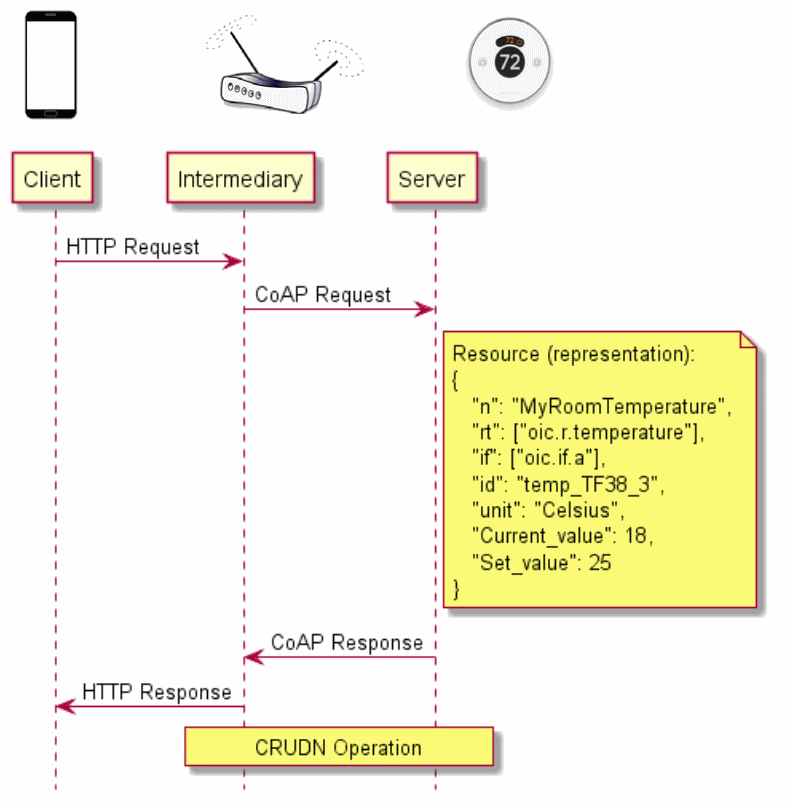 72
72
Client
Intermediary
Server
HTTP Request
CoAP Request
Resource (representation):
{
"n": "MyRoomTemperature",
"rt": ["oic.r.temperature"],
"if": ["oic.if.a"],
"id": "temp_TF38_3",
"unit": "Celsius",
"Current_value": 18,
"Set_value": 25
}
CoAP Response
HTTP Response
CRUDN Operation